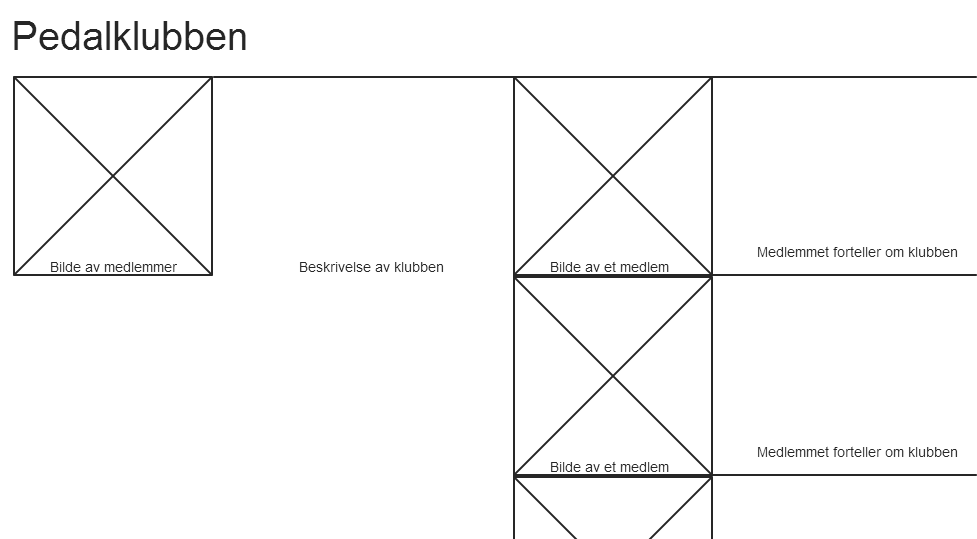 Pedalklubben
Bilde av medlemmer
Beskrivelse av klubben
Bilde av et medlem
Medlemmet forteller om klubben
Bilde av et medlem
Medlemmet forteller om klubben